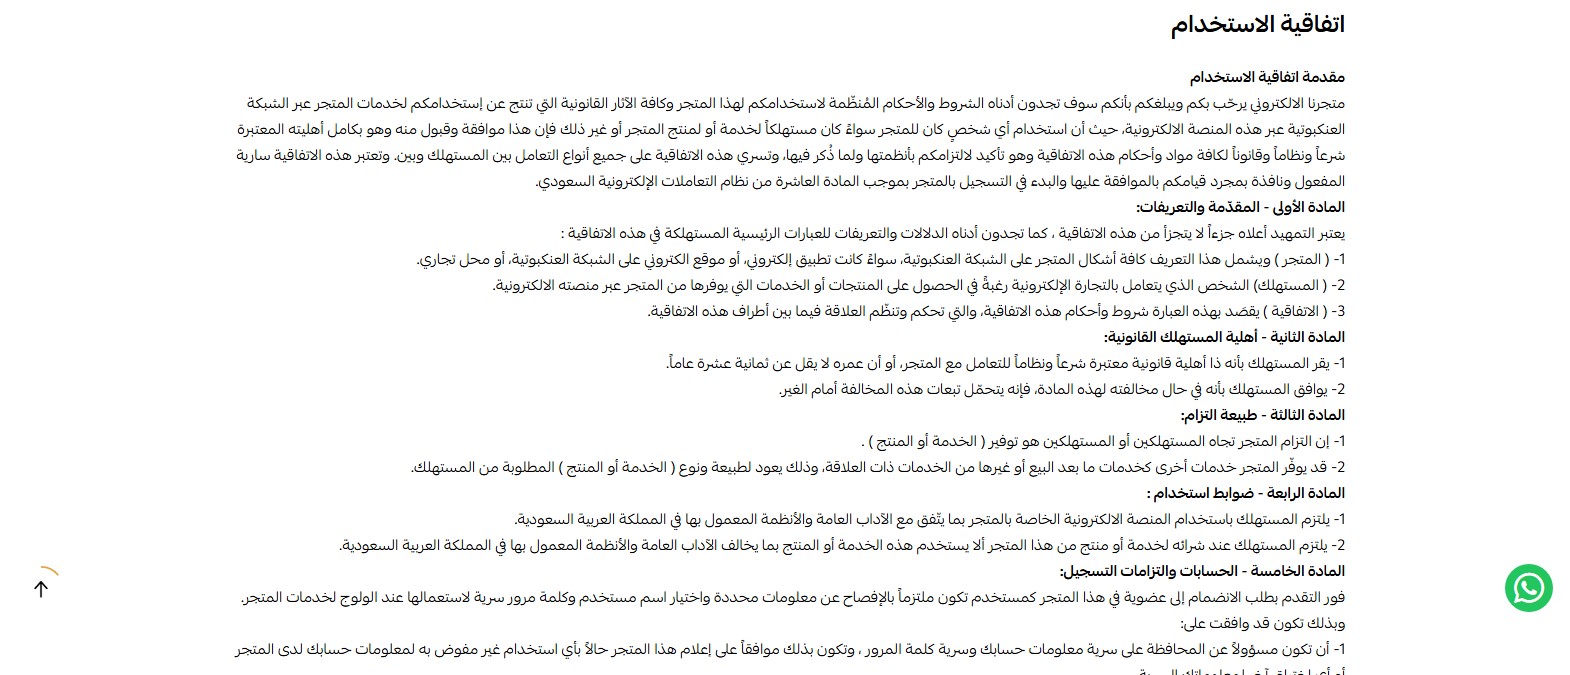 اتفاقية الاستخدام
مقدمة اتفاقية الاستخدام
متجرنا الالكتروني يرحّب بكم ويبلغكم بأنكم سوف تجدون أدناه الشروط والأحكام المُنظّمة لاستخدامكم لهذا المتجر وكافة الآثار القانونية التي تنتج عن إستخدامكم لخدمات المتجر عبر الشبكة
العنكبوتية عبر هذه المنصة الالكترونية، حيث أن استخدام أي شخصٍ كان للمتجر سواءً كان مستهلكاً لخدمة أو لمنتج المتجر أو غير ذلك فإن هذا موافقة وقبول منه وهو بكامل أهليته المعتبرة
شرعاً ونظاماً وقانوناً لكافة مواد وأحكام هذه الاتفاقية وهو تأكيد لالتزامكم بأنظمتها ولما ذُكر فيها، وتسري هذه الاتفاقية على جميع أنواع التعامل بين المستهلك وبين. وتعتبر هذه الاتفاقية سارية
المفعول ونافذة بمجرد قيامكم بالموافقة عليها والبدء في التسجيل بالمتجر بموجب المادة العاشرة من نظام التعاملات الإلكترونية السعودي.
المادة الأولى - المقدّمة والتعريفات:
يعتبر التمهيد أعلاه جزءاً لا يتجزأ من هذه الاتفاقية ، كما تجدون أدناه الدلالات والتعريفات للعبارات الرئيسية المستهلكة في هذه الاتفاقية :
1- ( المتجر ) ويشمل هذا التعريف كافة أشكال المتجر على الشبكة العنكبوتية، سواءً كانت تطبيق إلكتروني، أو موقع الكتروني على الشبكة العنكبوتية، أو محل تجاري.
2- ( المستهلك) الشخص الذي يتعامل بالتجارة الإلكترونية رغبةً في الحصول على المنتجات أو الخدمات التي يوفرها من المتجر عبر منصته الالكترونية.
3- ( الاتفاقية ) يقصَد بهذه العبارة شروط وأحكام هذه الاتفاقية، والتي تحكم وتنظّم العلاقة فيما بين أطراف هذه الاتفاقية.
المادة الثانية - أهلية المستهلك القانونية:
1- يقر المستهلك بأنه ذا أهلية قانونية معتبرة شرعاً ونظاماً للتعامل مع المتجر، أو أن عمره لا يقل عن ثمانية عشرة عاماً.
2- يوافق المستهلك بأنه في حال مخالفته لهذه المادة، فإنه يتحمّل تبعات هذه المخالفة أمام الغير.
المادة الثالثة - طبيعة التزام:
1- إن التزام المتجر تجاه المستهلكين أو المستهلكين هو توفير ( الخدمة أو المنتج ) .
2- قد يوفّر المتجر خدمات أخرى كخدمات ما بعد البيع أو غيرها من الخدمات ذات العلاقة، وذلك يعود لطبيعة ونوع ( الخدمة أو المنتج ) المطلوبة من المستهلك.
المادة الرابعة - ضوابط استخدام :
1- يلتزم المستهلك باستخدام المنصة الالكترونية الخاصة بالمتجر بما يتّفق مع الآداب العامة والأنظمة المعمول بها في المملكة العربية السعودية.
2- يلتزم المستهلك عند شرائه لخدمة أو منتج من هذا المتجر ألا يستخدم هذه الخدمة أو المنتج بما يخالف الآداب العامة والأنظمة المعمول بها في المملكة العربية السعودية.
المادة الخامسة - الحسابات والتزامات التسجيل:
فور التقدم بطلب الانضمام إلى عضوية في هذا المتجر كمستخدم تكون ملتزماً بالإفصاح عن معلومات محددة واختيار اسم مستخدم وكلمة مرور سرية لاستعمالها عند الولوج لخدمات المتجر.
وبذلك تكون قد وافقت على:
1- أن تكون مسؤولاً عن المحافظة على سرية معلومات حسابك وسرية كلمة المرور ، وتكون بذلك موافقاً على إعلام هذا المتجر حالاً بأي استخدام غير مفوض به لمعلومات حسابك لدى المتجر